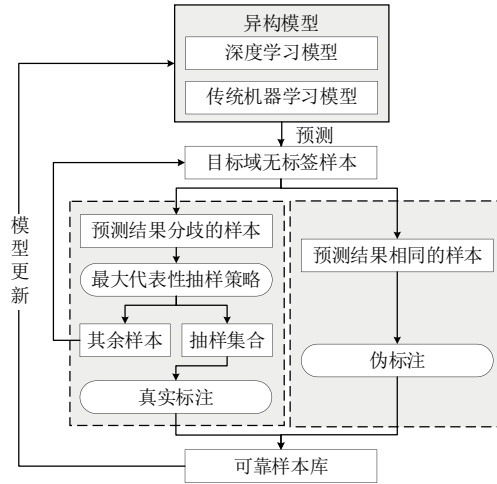 异构模型
深度学习模型
传统机器学习模型
预测
目标域无标签样本
预测结果分歧的样本
预测结果相同的样本
最大代表性抽样策略
其余样本
抽样集合
伪标注
真实标注
可靠样本库
模型更新